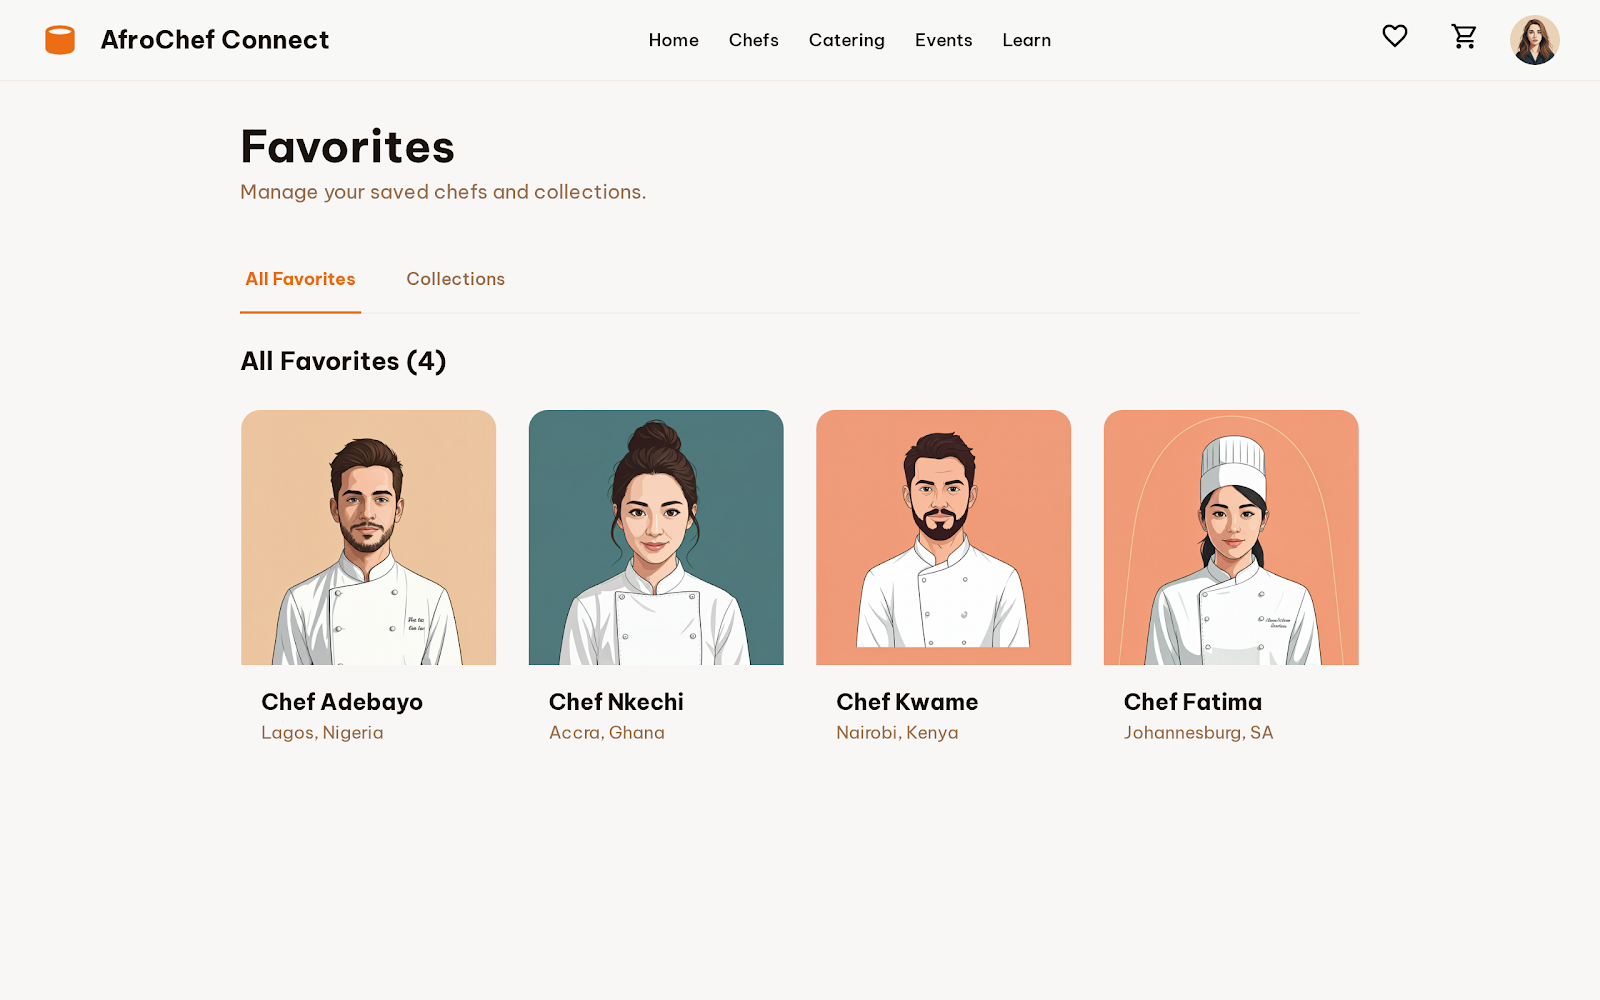 AfroChef Connect
Home
Chefs
Catering
Events
Learn
Favorites
Manage your saved chefs and collections.
All Favorites
Collections
All Favorites (4)
Chef Adebayo
Lagos, Nigeria
Chef Nkechi
Accra, Ghana
Chef Kwame
Nairobi, Kenya
Chef Fatima
Johannesburg, SA